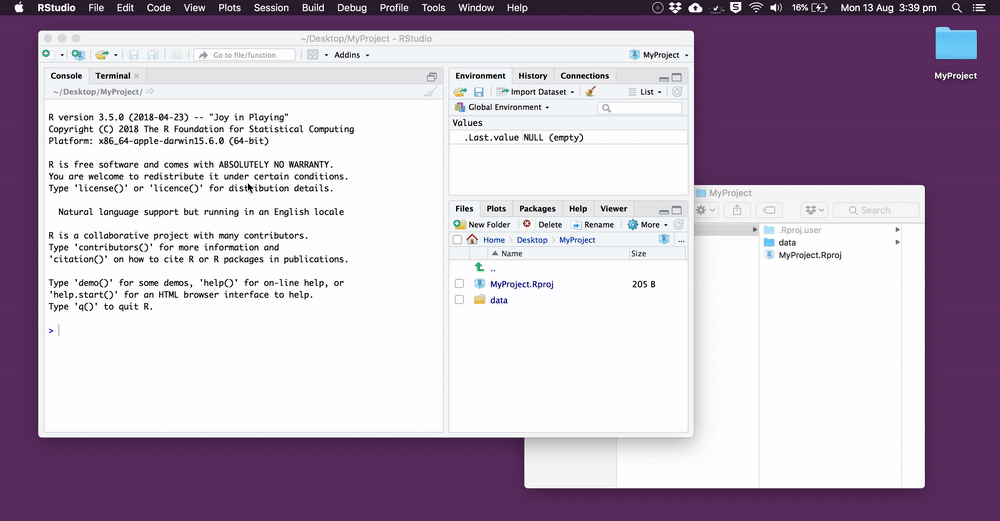 RStudio File Edit Code View Plots Session Build Debug Profile Tools Window Help 16% Mon 13 Aug 3:39 pm
~/Desktop/MyProject - RStudio
Go to file/function Addins MyProject
MyProject
Console Terminal
~/Desktop/MyProject/
R version 3.5.0 (2018-04-23) -- "Joy in Playing"
Copyright (C) 2018 The R Foundation for Statistical Computing
Platform: x86_64-apple-darwin15.6.0 (64-bit)
R is free software and comes with ABSOLUTELY NO WARRANTY.
You are welcome to redistribute it under certain conditions.
Type 'license()' or 'licence()' for distribution details.
Natural language support but running in an English locale
R is a collaborative project with many contributors.
Type 'contributors()' for more information and
'citation()' on how to cite R or R packages in publications.
Type 'demo()' for some demos, 'help()' for on-line help, or
'help.start()' for an HTML browser interface to help.
Type 'q()' to quit R.
>
Environment History Connections
Import Dataset List
Global Environment
Values
.Last.value NULL (empty)
Files Plots Packages Help Viewer
New Folder Delete Rename More
Home Desktop MyProject ...
Name Size
..
MyProject.Rproj 205 B
data
MyProject
Search
.Rproj.user
data
MyProject.Rproj